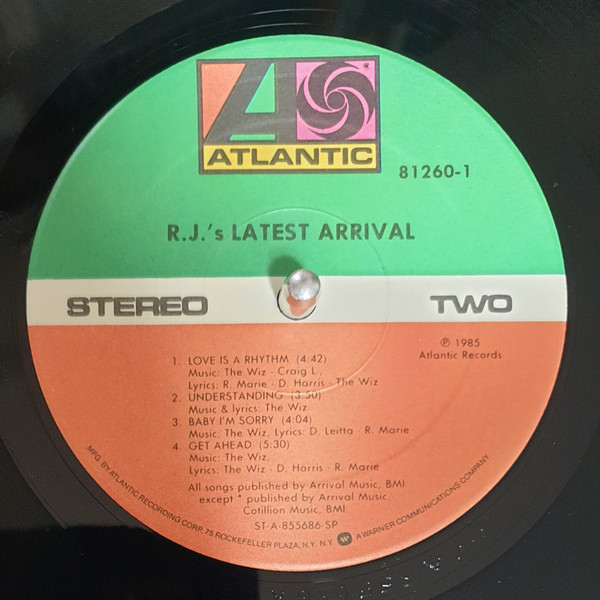 ATLANTIC
81260-1
R.J.'s LATEST ARRIVAL
STEREO
TWO
℗ 1985
Atlantic Records
1. LOVE IS A RHYTHM (4:42)
Music: The Wiz - Craig L.,
Lyrics: R. Marie - D. Harris - The Wiz
2. UNDERSTANDING (3:50)
Music & lyrics: The Wiz
3. BABY I'M SORRY (4:04)
Music: The Wiz, Lyrics: D. Leitta - R. Marie
4. GET AHEAD (5:30)
Music: The Wiz,
Lyrics: The Wiz - D. Harris - R. Marie
All songs published by Arrival Music, BMI
except * published by Arrival Music/
Cotillion Music, BMI
ST-A-855686-SP
MFG. BY ATLANTIC RECORDING CORP., 75 ROCKEFELLER PLAZA, N.Y. N.Y. W A WARNER COMMUNICATIONS COMPANY